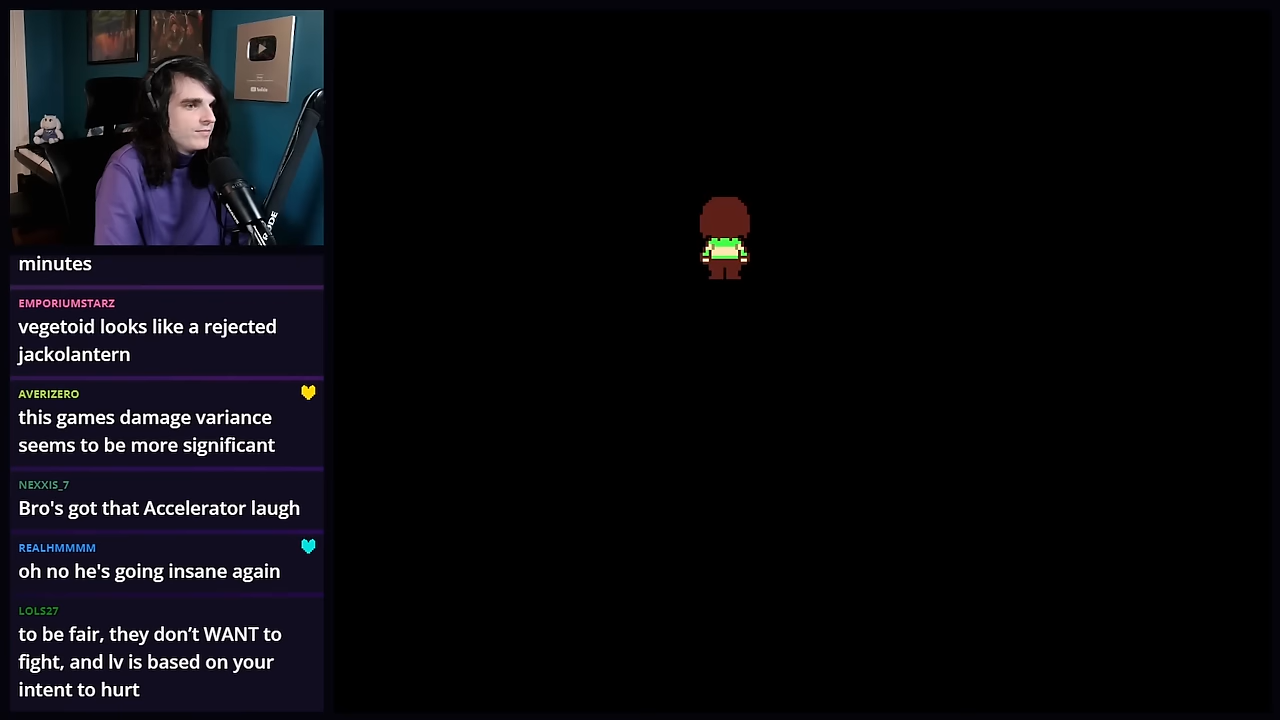 minutes
EMPORIUMSTARZ
vegetoid looks like a rejected
jackolantern
AVERIZERO
this games damage variance
seems to be more significant
NEXXIS_7
Bro's got that Accelerator laugh
REALHMMMM
oh no he's going insane again
LOLS27
to be fair, they don’t WANT to
fight, and lv is based on your
intent to hurt
YouTube
RODE